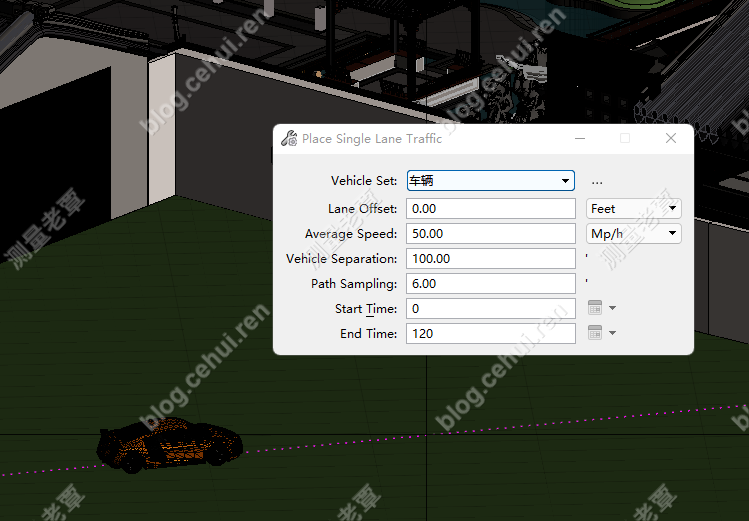 Place Single Lane Traffic
Vehicle Set: 车辆 ...
Lane Offset: 0.00 Feet
Average Speed: 50.00 Mp/h
Vehicle Separation: 100.00 '
Path Sampling: 6.00 '
Start Time: 0
End Time: 120
blog.cehui.ren
blog.cehui.ren
测量老覃
测量老覃
测量老覃
blog.cehui.ren
blog.cehui.ren
老覃
老覃
老覃